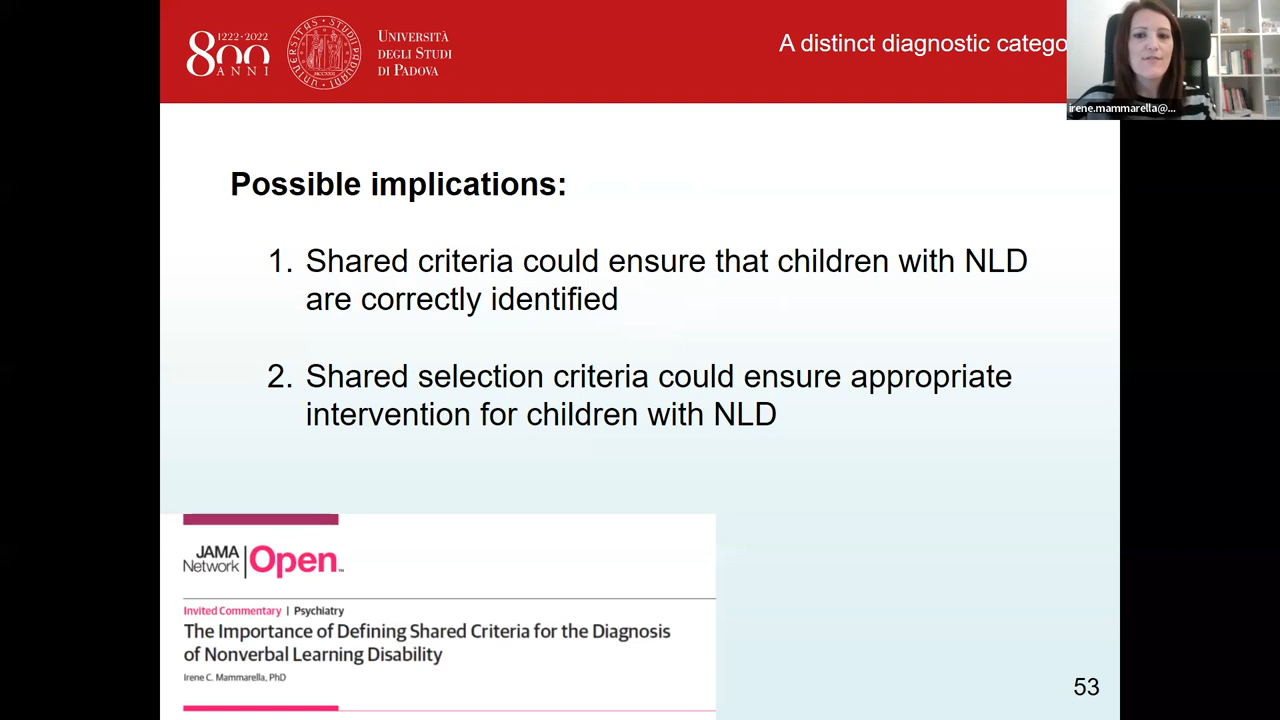 1222·2022
800
ANNI
UNIVERSITÀ
DEGLI STUDI
DI PADOVA
A distinct diagnostic catego
irene.mammarella@...
Possible implications:
1. Shared criteria could ensure that children with NLD
are correctly identified
2. Shared selection criteria could ensure appropriate
intervention for children with NLD
JAMA
Network | Open™
Invited Commentary | Psychiatry
The Importance of Defining Shared Criteria for the Diagnosis
of Nonverbal Learning Disability
Irene C. Mammarella, PhD
53